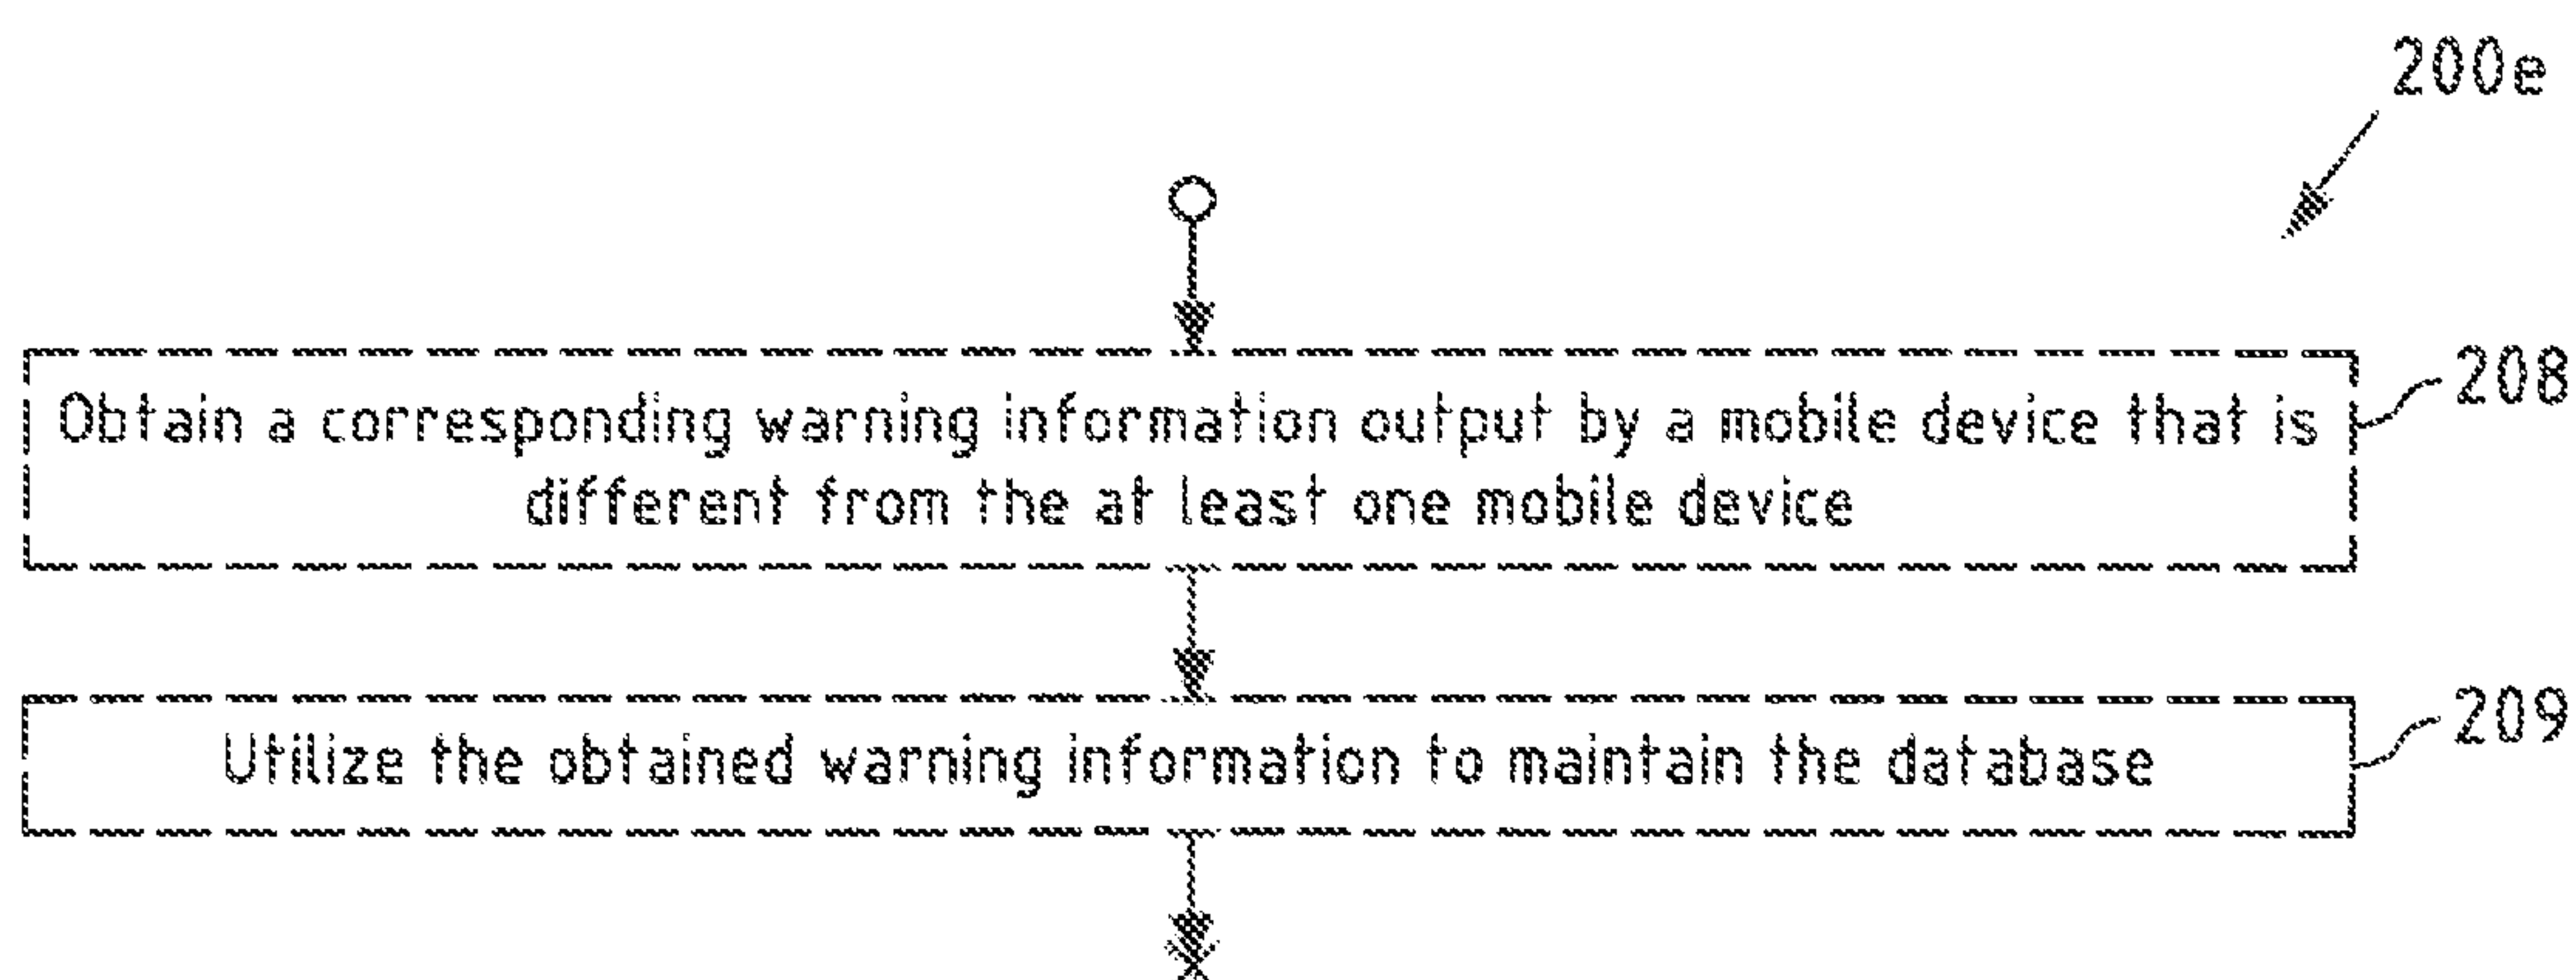 200e
Obtain a corresponding warning information output by a mobile device that is
different from the at least one mobile device
208
Utilize the obtained warning information to maintain the database
209